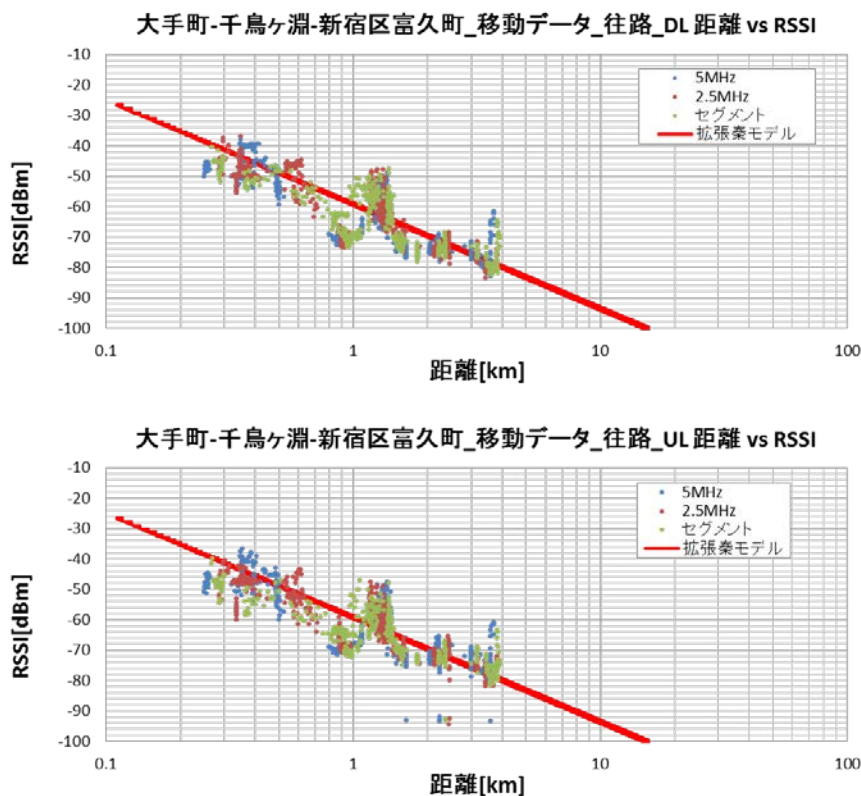 大手町-千鳥ヶ淵-新宿区富久町_移動データ_往路_DL 距離 vs RSSI
-10
-20
-30
-40
-50
-60
-70
-80
-90
-100
RSSI[dBm]
5MHz
2.5MHz
セグメント
拡張秦モデル
0.1
1
10
100
距離[km]
大手町-千鳥ヶ淵-新宿区富久町_移動データ_往路_UL 距離 vs RSSI
-10
-20
-30
-40
-50
-60
-70
-80
-90
-100
RSSI[dBm]
5MHz
2.5MHz
セグメント
拡張秦モデル
0.1
1
10
100
距離[km]